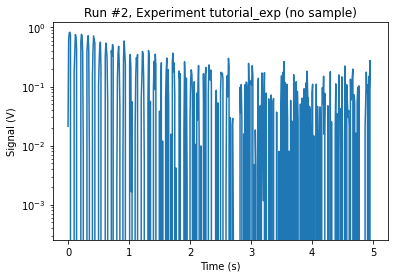 Run #2, Experiment tutorial_exp (no sample)
10⁰
10⁻¹
10⁻²
10⁻³
Signal (V)
0 1 2 3 4 5
Time (s)